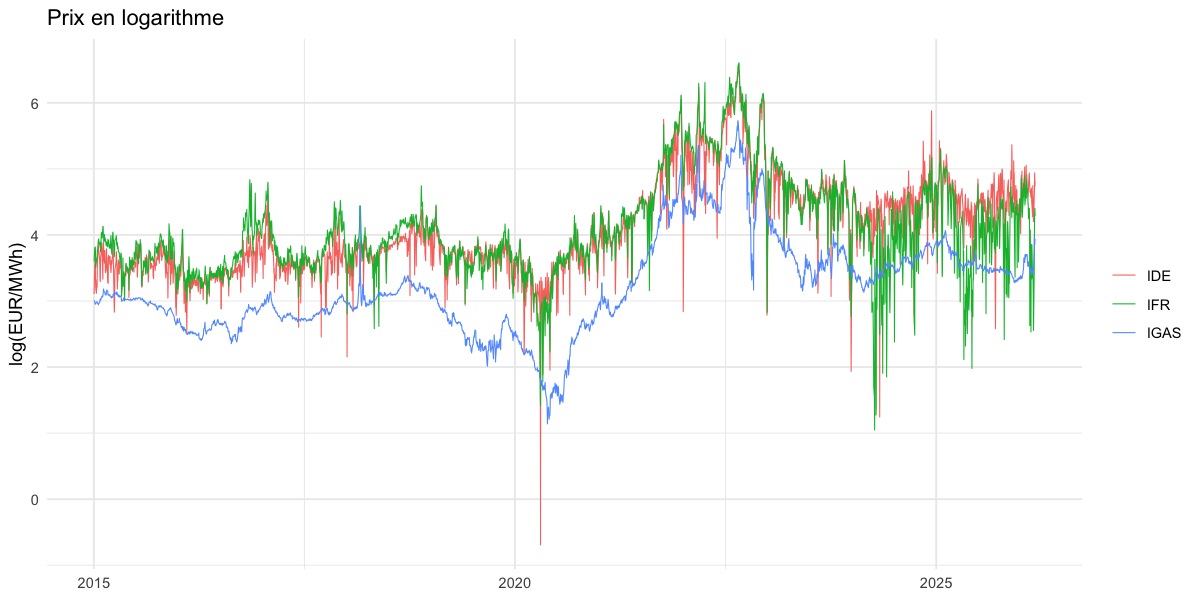 Prix en logarithme
log(EUR/MWh)
6
4
2
0
2015
2020
2025
IDE
IFR
IGAS